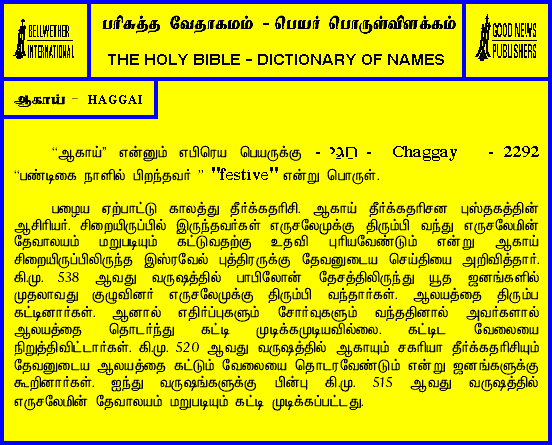 BELLWETHER
INTERNATIONAL
பரிசுத்த வேதாகமம் - பெயர் பொருள்விளக்கம்
THE HOLY BIBLE - DICTIONARY OF NAMES
GOOD NEWS
PUBLISHERS
ஆகாய் - HAGGAI
“ஆகாய்” என்னும் எபிரெய பெயருக்கு - חַגַּי - Chaggay - 2292
“பண்டிகை நாளில் பிறந்தவர் ” "festive" என்று பொருள்.
பழைய ஏற்பாட்டு காலத்து தீர்க்கதரிசி. ஆகாய் தீர்க்கதரிசன புஸ்தகத்தின்
ஆசிரியர். சிறையிருப்பில் இருந்தவர்கள் எருசலேமுக்கு திரும்பி வந்து எருசலேமின்
தேவாலயம் மறுபடியும் கட்டுவதற்கு உதவி புரியவேண்டும் என்று ஆகாய்
சிறையிருப்பிலிருந்த இஸ்ரவேல் புத்திரருக்கு தேவனுடைய செய்தியை அறிவித்தார்.
கி.மு. 538 ஆவது வருஷத்தில் பாபிலோன் தேசத்திலிருந்து யூத ஜனங்களில்
முதலாவது குழுவினர் எருசலேமுக்கு திரும்பி வந்தார்கள். ஆலயத்தை திரும்ப
கட்டினார்கள். ஆனால் எதிர்ப்புகளும் சோர்வுகளும் வந்ததினால் அவர்களால்
ஆலயத்தை தொடர்ந்து கட்டி முடிக்கமுடியவில்லை. கட்டிட வேலையை
நிறுத்திவிட்டார்கள். கி.மு. 520 ஆவது வருஷத்தில் ஆகாயும் சகரியா தீர்க்கதரிசியும்
தேவனுடைய ஆலயத்தை கட்டும் வேலையை தொடரவேண்டும் என்று ஜனங்களுக்கு
கூறினார்கள். ஐந்து வருஷங்களுக்கு பின்பு கி.மு. 515 ஆவது வருஷத்தில்
எருசலேமின் தேவாலயம் மறுபடியும் கட்டி முடிக்கப்பட்டது.